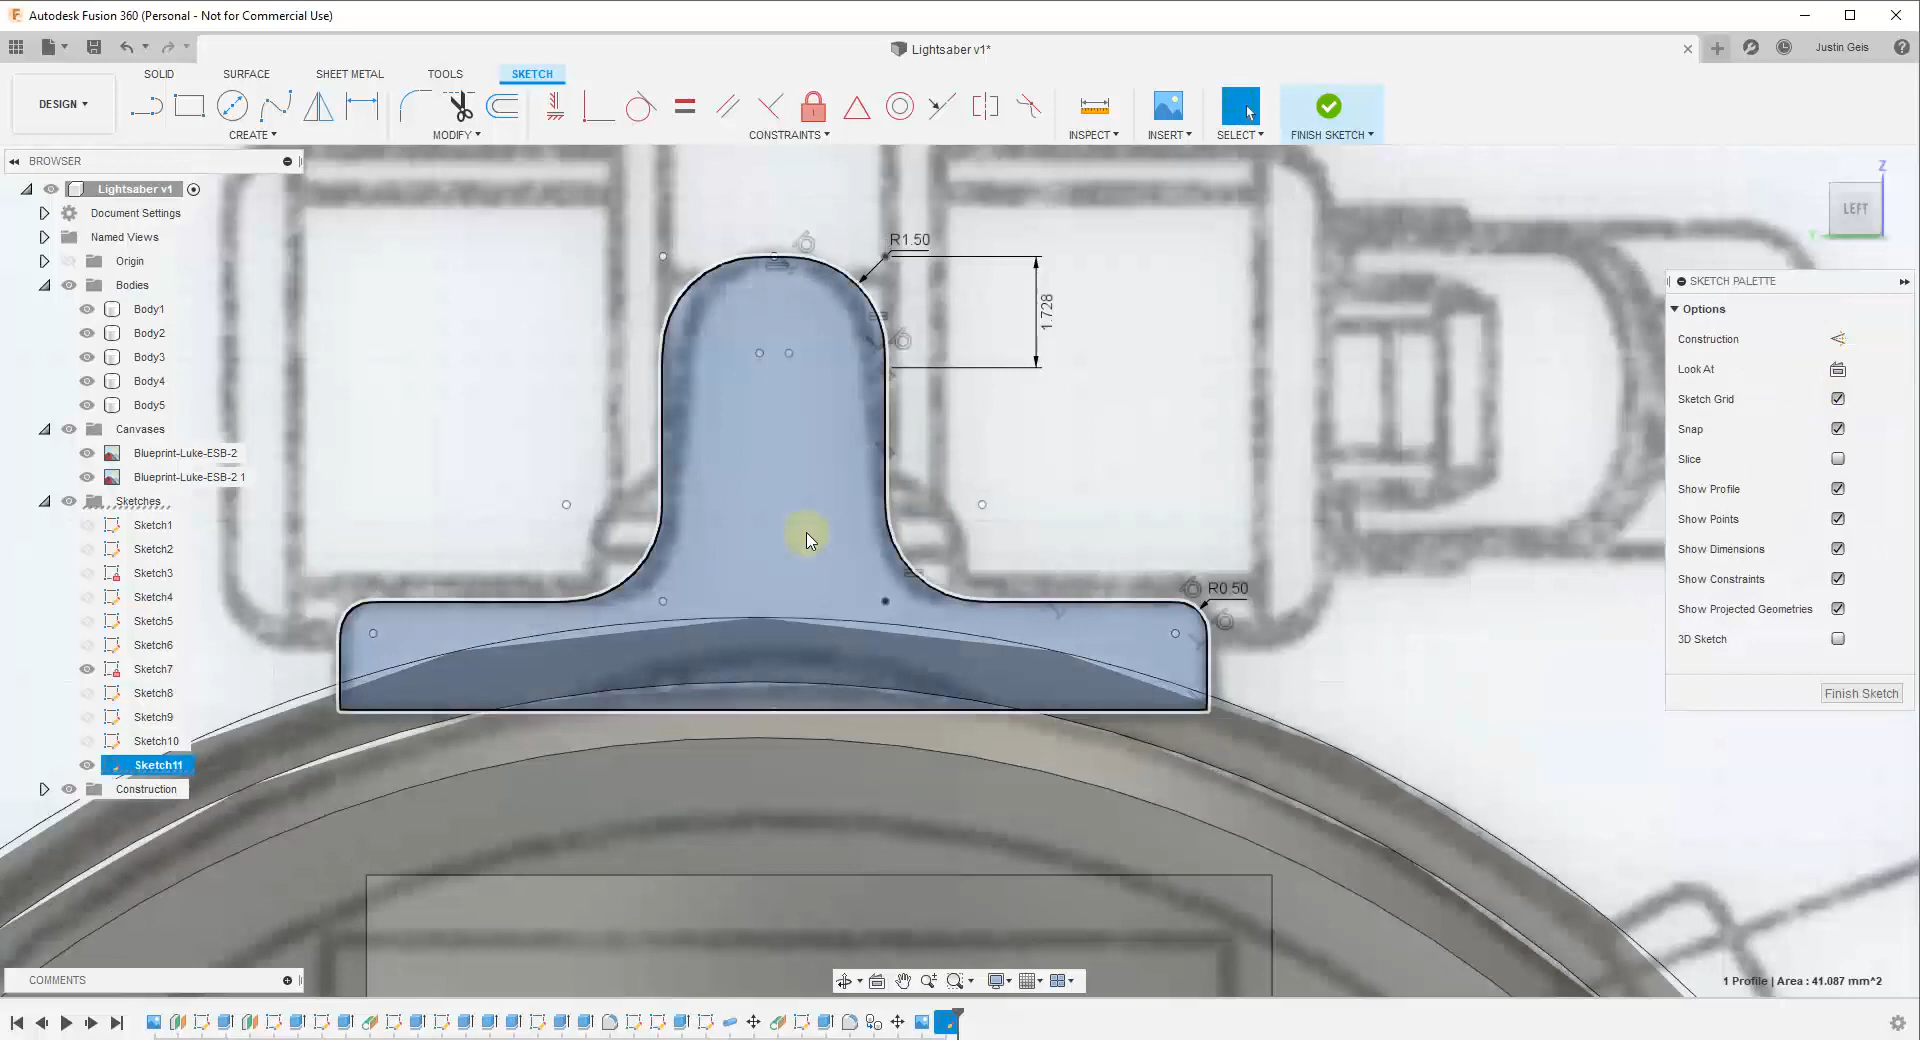 Autodesk Fusion 360 (Personal - Not for Commercial Use)
Lightsaber v1*
Justin Geis
DESIGN
SOLID
SURFACE
SHEET METAL
TOOLS
SKETCH
CREATE
MODIFY
CONSTRAINTS
INSPECT
INSERT
SELECT
FINISH SKETCH
BROWSER
Lightsaber v1
Document Settings
Named Views
Origin
Bodies
Body1
Body2
Body3
Body4
Body5
Canvases
Blueprint-Luke-ESB-2
Blueprint-Luke-ESB-2 1
Sketches
Sketch1
Sketch2
Sketch3
Sketch4
Sketch5
Sketch6
Sketch7
Sketch8
Sketch9
Sketch10
Sketch11
Construction
R1.50
1.728
R0.50
Z
LEFT
Y
SKETCH PALETTE
Options
Construction
Look At
Sketch Grid
Snap
Slice
Show Profile
Show Points
Show Dimensions
Show Constraints
Show Projected Geometries
3D Sketch
Finish Sketch
COMMENTS
1 Profile | Area : 41.087 mm^2